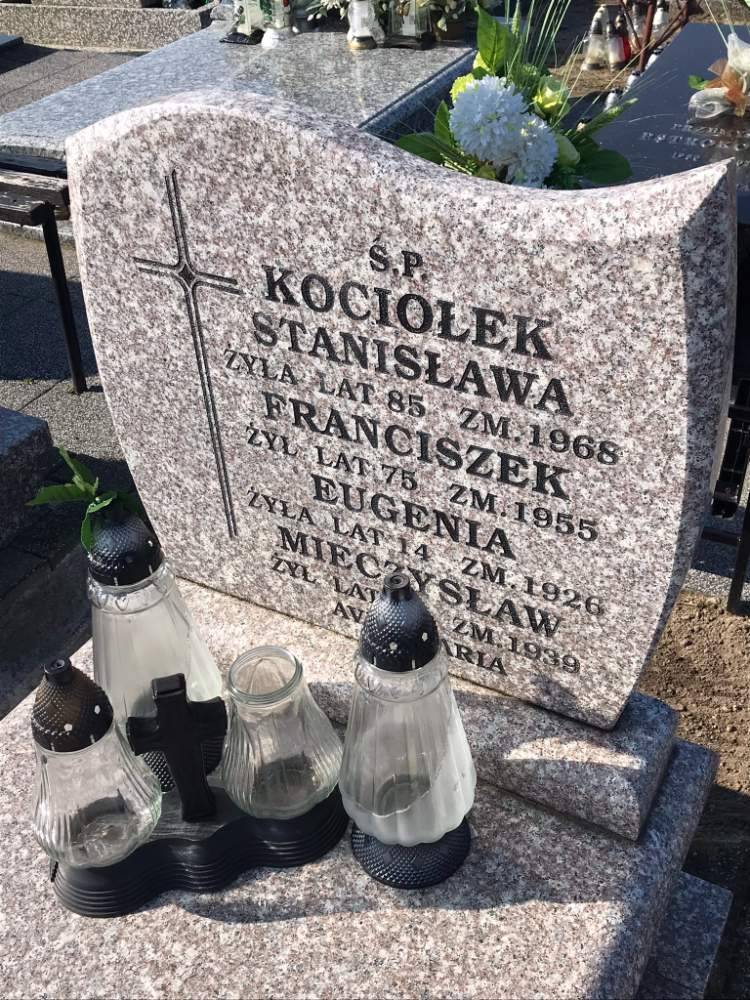 Ś.P.
KOCIOŁEK
STANISŁAWA
ŻYŁA LAT 85 ZM. 1968
FRANCISZEK
ŻYŁ LAT 75 ZM. 1955
EUGENIA
ŻYŁA LAT 14 ZM. 1926
MIECZYSŁAW
ŻYŁ LAT ZM. 1939